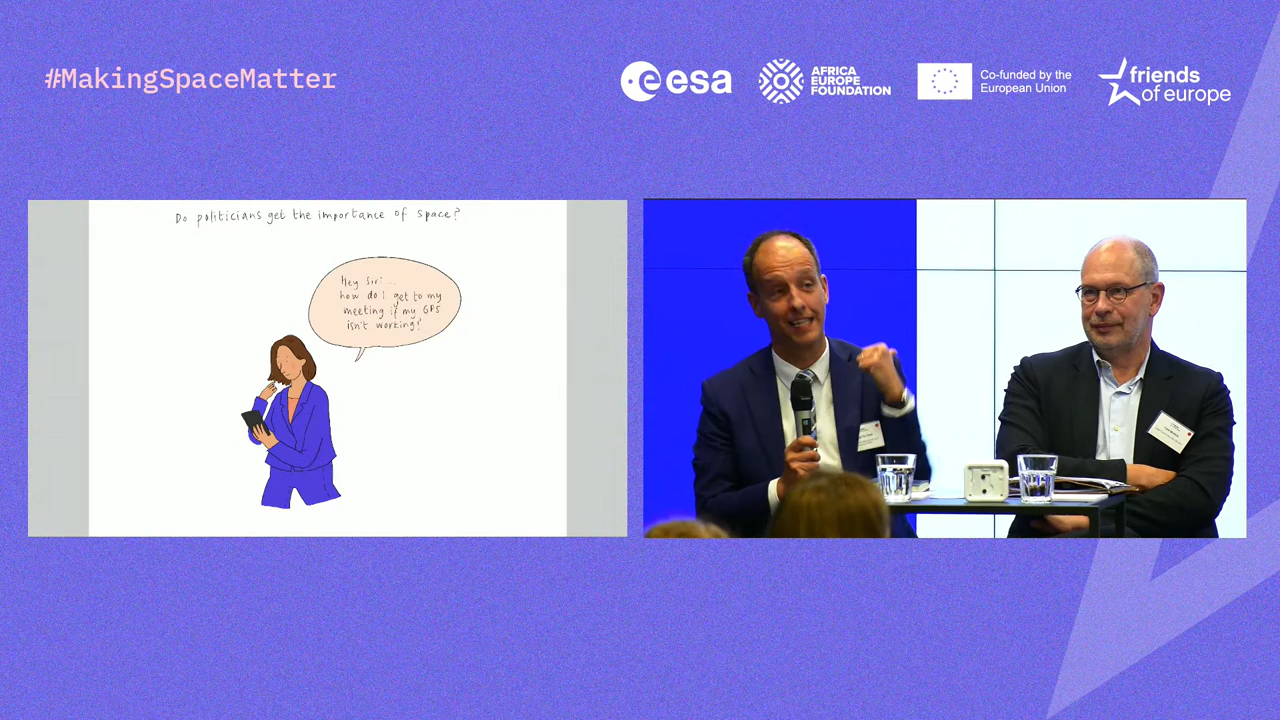 #MakingSpaceMatter
esa
AFRICA
EUROPE
FOUNDATION
Co-funded by the
European Union
friends
of europe
Do politicians get the importance of space?
Hey Sir! ...
how do I get to my
meeting if my GPS
isn't working!